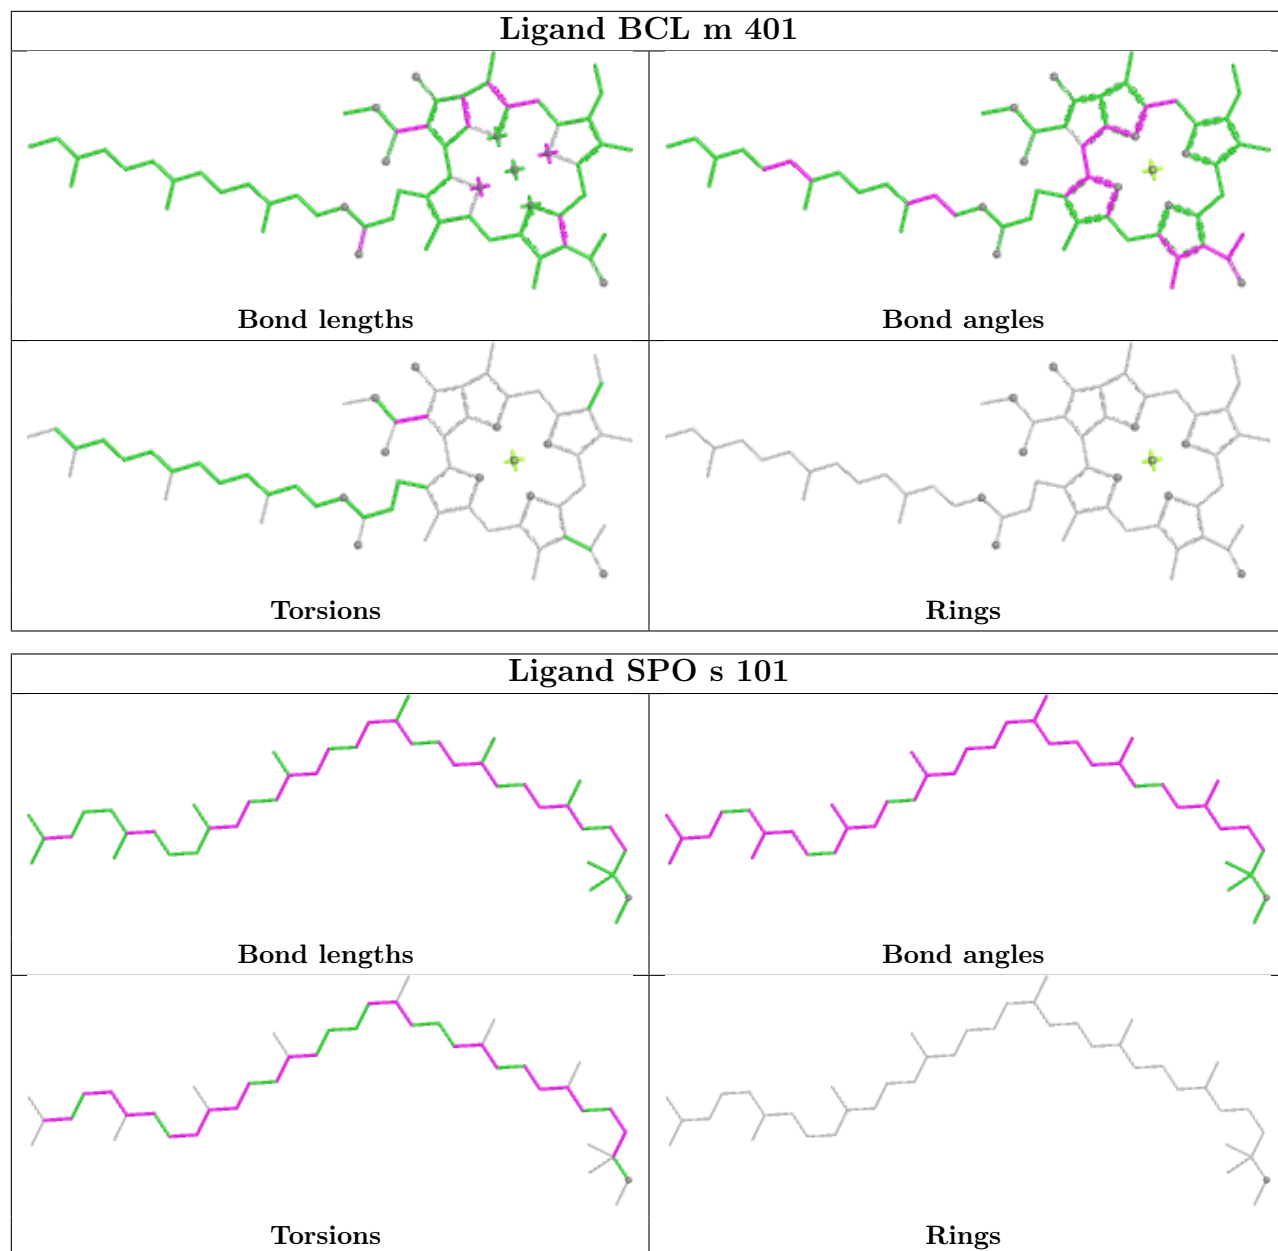 Ligand BCL m 401
Bond lengths
Bond angles
Torsions
Rings
Ligand SPO s 101
Bond lengths
Bond angles
Torsions
Rings